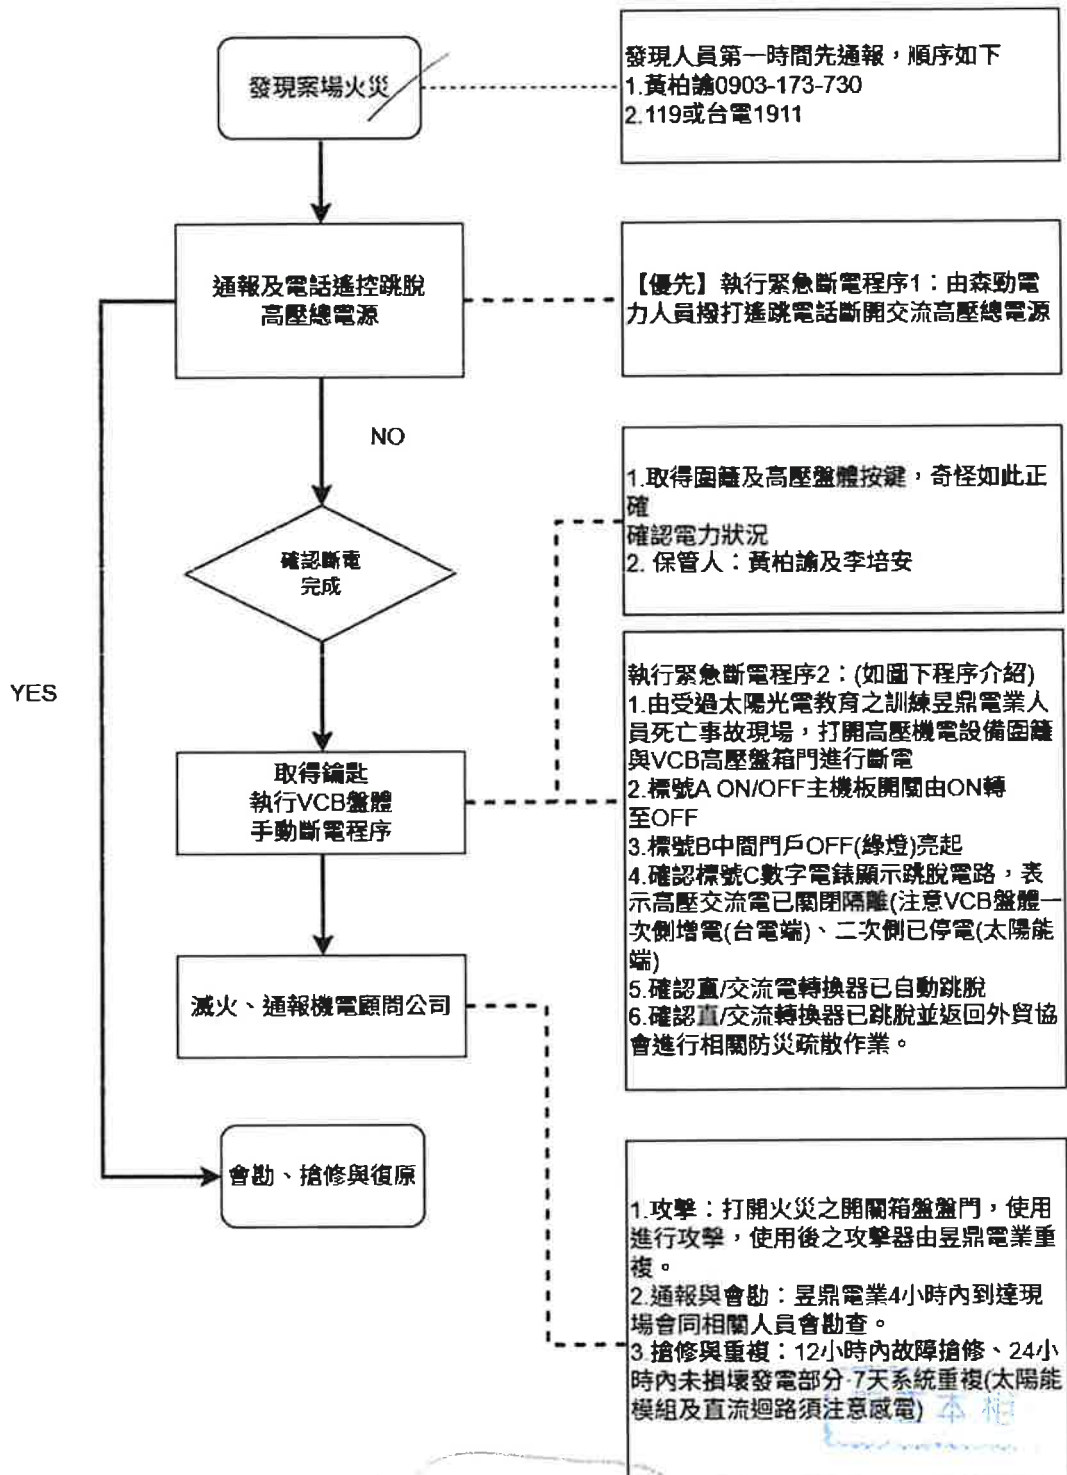 發現案場火災
發現人員第一時間先通報，順序如下
1.黃柏諭0903-173-730
2.119或台電1911
通報及電話遙控跳脫
高壓總電源
【優先】執行緊急斷電程序1：由森勁電
力人員撥打遙跳電話斷開交流高壓總電源
NO
1.取得圍籬及高壓盤體按鍵，奇怪如此正
確
確認電力狀況
2. 保管人：黃柏諭及李培安
確認斷電
完成
YES
執行緊急斷電程序2：(如圖下程序介紹)
1.由受過太陽光電教育之訓練昱鼎電業人
員死亡事故現場，打開高壓機電設備圍籬
與VCB高壓盤箱門進行斷電
2.標號A ON/OFF主機板開關由ON轉
至OFF
3.標號B中間門戶OFF(綠燈)亮起
4.確認標號C數字電錶顯示跳脫電路，表
示高壓交流電已關閉隔離(注意VCB盤體一
次側增電(台電端)、二次側已停電(太陽能
端)
5.確認直/交流電轉換器已自動跳脫
6.確認直/交流轉換器已跳脫並返回外貿協
會進行相關防災疏散作業。
取得鑰匙
執行VCB盤體
手動斷電程序
滅火、通報機電顧問公司
會勘、搶修與復原
1.攻擊：打開火災之開關箱盤盤門，使用
進行攻擊，使用後之攻擊器由昱鼎電業重
複。
2.通報與會勘：昱鼎電業4小時內到達現
場會同相關人員會勘查。
3.搶修與重複：12小時內故障搶修、24小
時內未損壞發電部分·7天系統重複(太陽能
模組及直流迴路須注意感電)